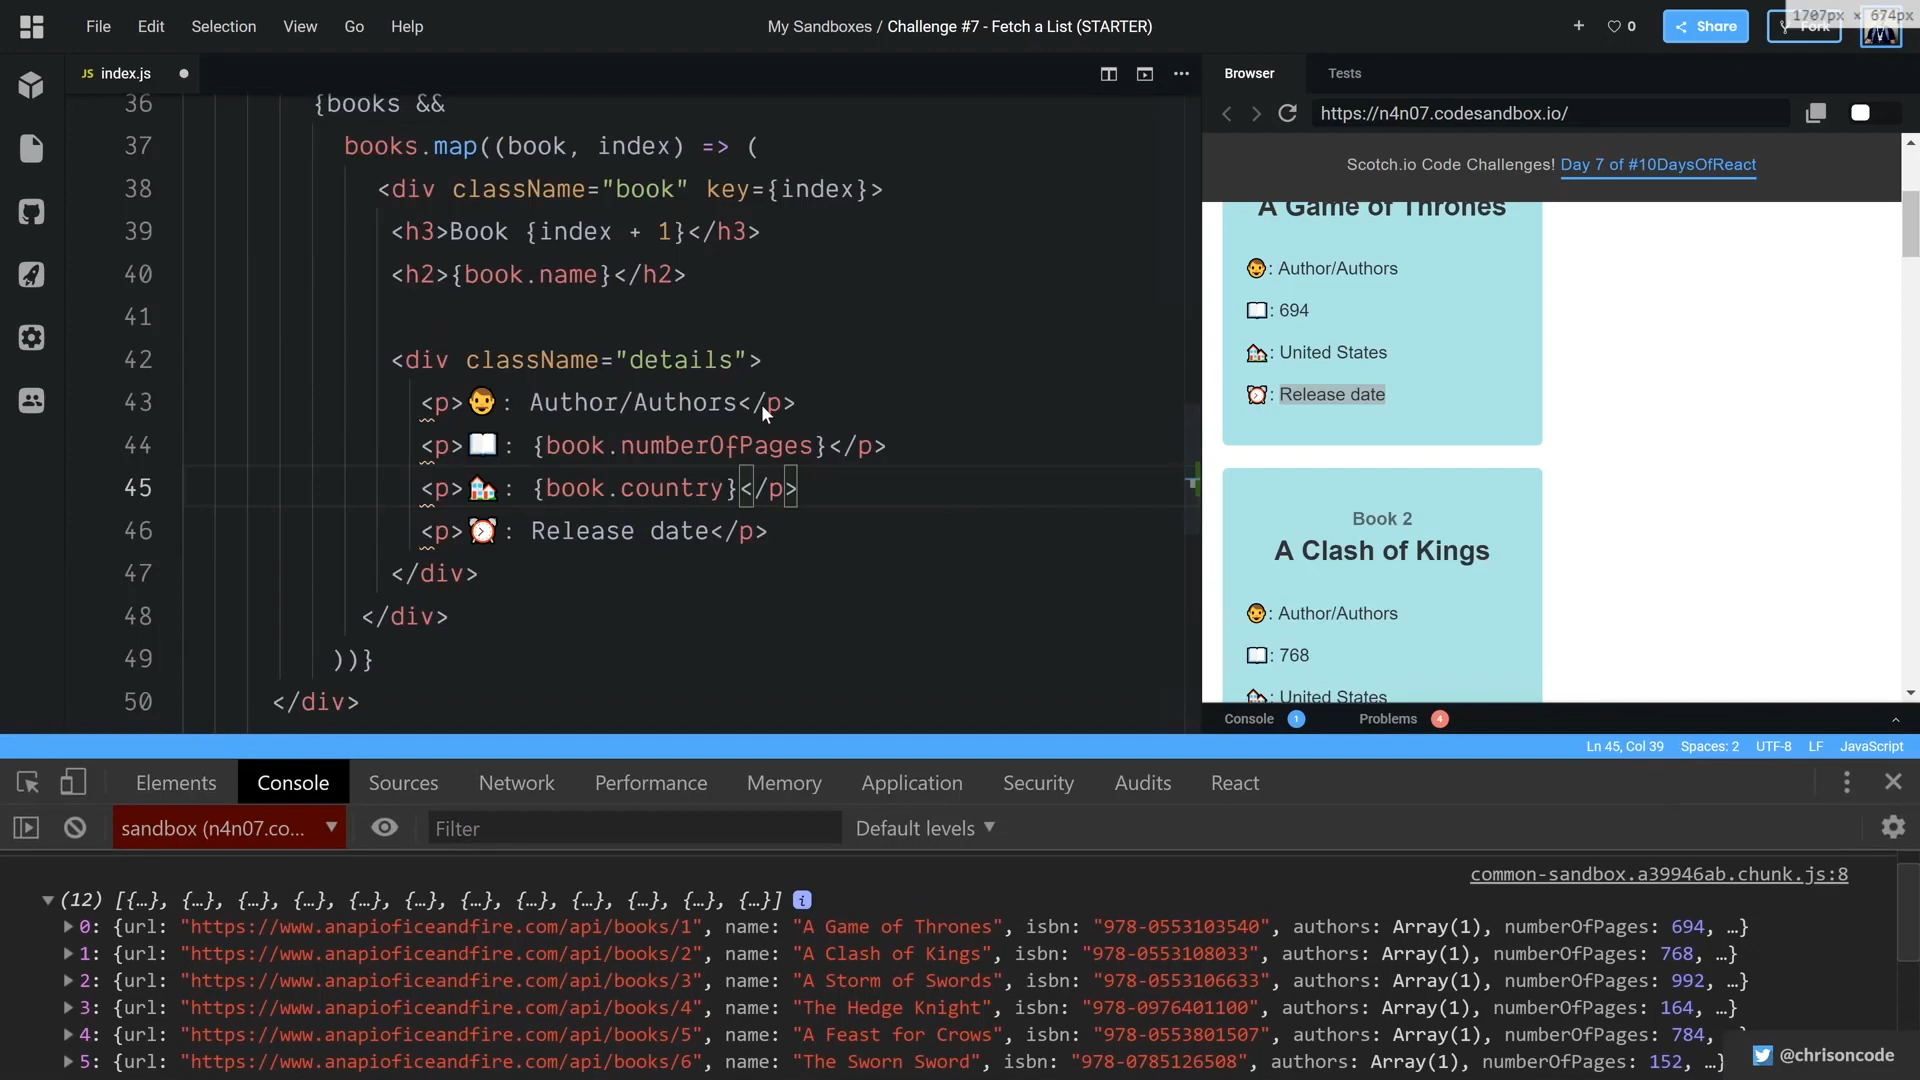 File Edit Selection View Go Help
My Sandboxes / Challenge #7 - Fetch a List (STARTER)
0
Share
Fork
1707px × 674px
JS index.js
Browser Tests
https://n4n07.codesandbox.io/
36 {books &&
37 books.map((book, index) => (
38 <div className="book" key={index}>
39 <h3>Book {index + 1}</h3>
40 <h2>{book.name}</h2>
41
42 <div className="details">
43 <p>👨: Author/Authors</p>
44 <p>📖: {book.numberOfPages}</p>
45 <p>🏘️: {book.country}</p>
46 <p>⏰: Release date</p>
47 </div>
48 </div>
49 ))}
50 </div>
Scotch.io Code Challenges! Day 7 of #10DaysOfReact
A Game of Thrones
👨: Author/Authors
📖: 694
🏘️: United States
⏰: Release date
Book 2
A Clash of Kings
👨: Author/Authors
📖: 768
🏘️: United States
Console 1 Problems 4
Ln 45, Col 39 Spaces: 2 UTF-8 LF JavaScript
Elements Console Sources Network Performance Memory Application Security Audits React
sandbox (n4n07.co... Filter Default levels
common-sandbox.a39946ab.chunk.js:8
(12) [{…}, {…}, {…}, {…}, {…}, {…}, {…}, {…}, {…}, {…}, {…}, {…}] i
0: {url: "https://www.anapioficeandfire.com/api/books/1", name: "A Game of Thrones", isbn: "978-0553103540", authors: Array(1), numberOfPages: 694, …}
1: {url: "https://www.anapioficeandfire.com/api/books/2", name: "A Clash of Kings", isbn: "978-0553108033", authors: Array(1), numberOfPages: 768, …}
2: {url: "https://www.anapioficeandfire.com/api/books/3", name: "A Storm of Swords", isbn: "978-0553106633", authors: Array(1), numberOfPages: 992, …}
3: {url: "https://www.anapioficeandfire.com/api/books/4", name: "The Hedge Knight", isbn: "978-0976401100", authors: Array(1), numberOfPages: 164, …}
4: {url: "https://www.anapioficeandfire.com/api/books/5", name: "A Feast for Crows", isbn: "978-0553801507", authors: Array(1), numberOfPages: 784, …}
5: {url: "https://www.anapioficeandfire.com/api/books/6", name: "The Sworn Sword", isbn: "978-0785126508", authors: Array(1), numberOfPages: 152, …}
@chrisoncode